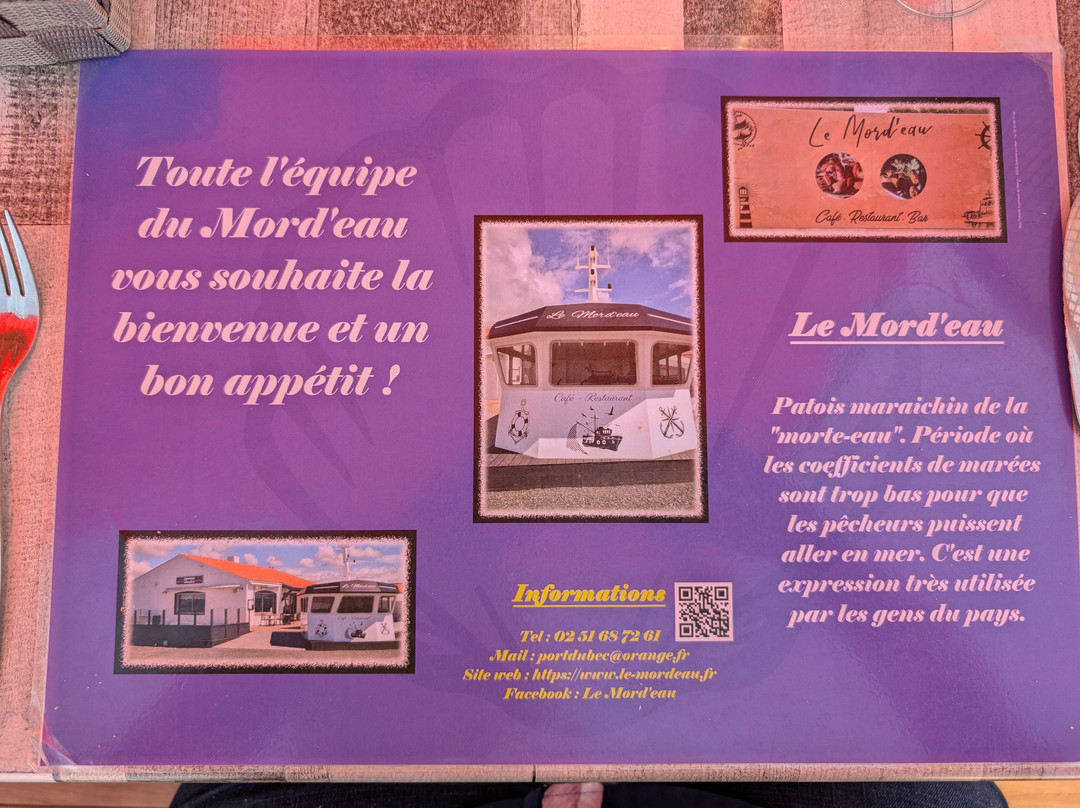 Toute l'équipe
du Mord'eau
vous souhaite la
bienvenue et un
bon appétit !
Le Mord'eau
Café - Restaurant
Le Mord'eau
Café Restaurant Bar
Le Mord'eau
Patois maraichin de la
"morte-eau". Période où
les coefficients de marées
sont trop bas pour que
les pêcheurs puissent
aller en mer. C'est une
expression très utilisée
par les gens du pays.
Le Mord'eau
Informations
Tel : 02 51 68 72 61
Mail : portdubec@orange.fr
Site web : https://www.le-mordeau.fr
Facebook : Le Mord'eau